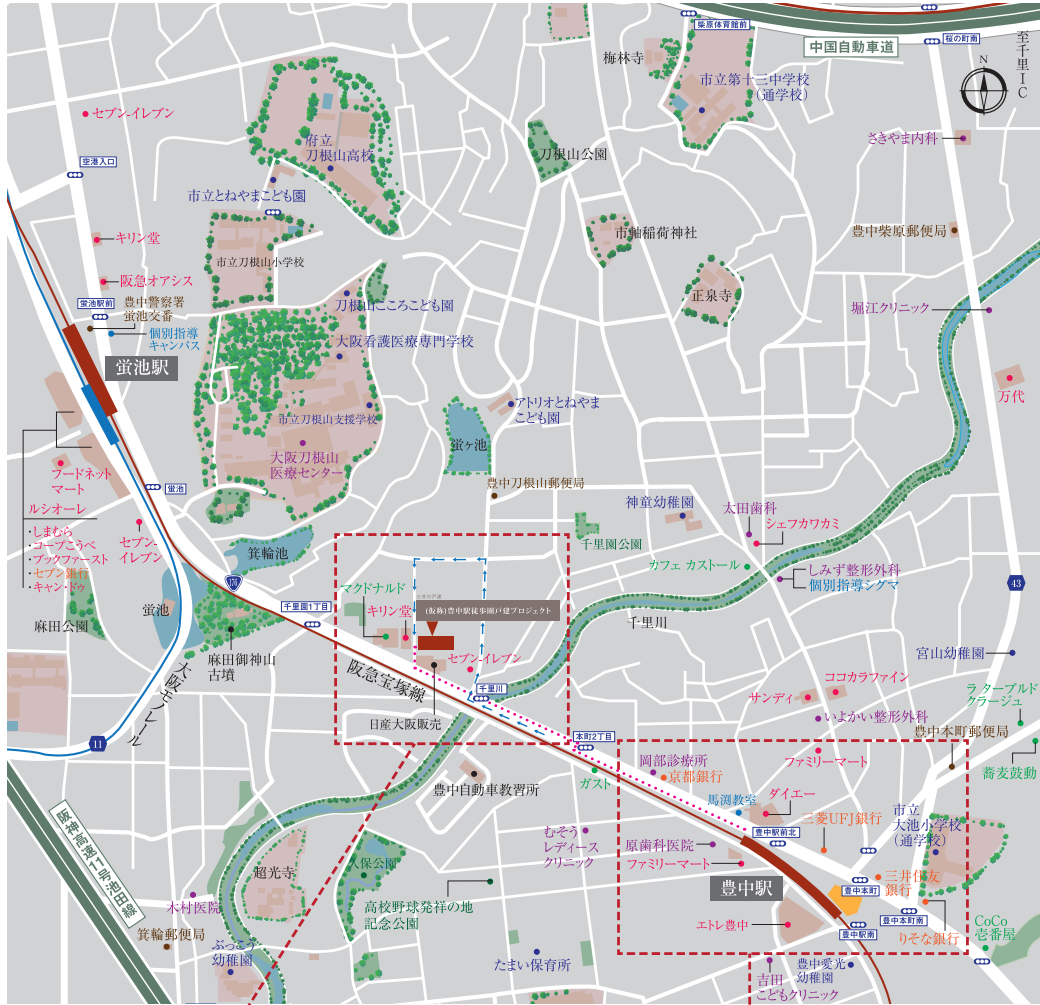 柴原体育館前
中国自動車道
桜の町南
至千里IC
N
梅林寺
市立第十三中学校
(通学校)
セブン-イレブン
府立
刀根山高校
刀根山公園
さきやま内科
空港入口
市立とねやまこども園
キリン堂
市軸稲荷神社
豊中柴原郵便局
市立刀根山小学校
阪急オアシス
正泉寺
蛍池駅前
豊中警察署
蛍池交番
刀根山こころこども園
堀江クリニック
個別指導
キャンパス
大阪看護医療専門学校
蛍池駅
万代
アトリオとねやま
こども園
市立刀根山支援学校
蛍ヶ池
大阪刀根山
医療センター
フードネット
マート
蛍池
豊中刀根山郵便局
ルシオーレ
・しまむら
・コープこうべ
・ブックファースト
・セブン銀行
・キャン・ドゥ
セブン-
イレブン
神童幼稚園
太田歯科
シェフカワカミ
千里園公園
箕輪池
カフェ カストール
しみず整形外科
個別指導シグマ
176
43
マクドナルド
キリン堂
(仮称)豊中駅徒歩圏戸建プロジェクト
千里園1丁目
蛍池
麻田公園
千里川
麻田御神山
古墳
宮山幼稚園
セブン-イレブン
阪急宝塚線
大阪モノレール
千里川
日産大阪販売
ココカラファイン
サンディ
ラ ターブルド
クラージュ
いよかい整形外科
11
本町2丁目
豊中本町郵便局
岡部診療所
ファミリーマート
京都銀行
蕎麦鼓動
ガスト
豊中自動車教習所
ダイエー
馬渕教室
三菱UFJ銀行
市立
大池小学校
(通学校)
阪神高速11号池田線
むそう
レディース
クリニック
豊中駅前北
原歯科医院
ファミリーマート
久保公園
超光寺
豊中駅
三井住友
銀行
豊中本町
木村医院
高校野球発祥の地
記念公園
豊中本町南
エトレ豊中
りそな銀行
CoCo
壱番屋
箕輪郵便局
豊中駅南
ぶっこう
幼稚園
たまい保育所
豊中愛光
幼稚園
吉田
こどもクリニック